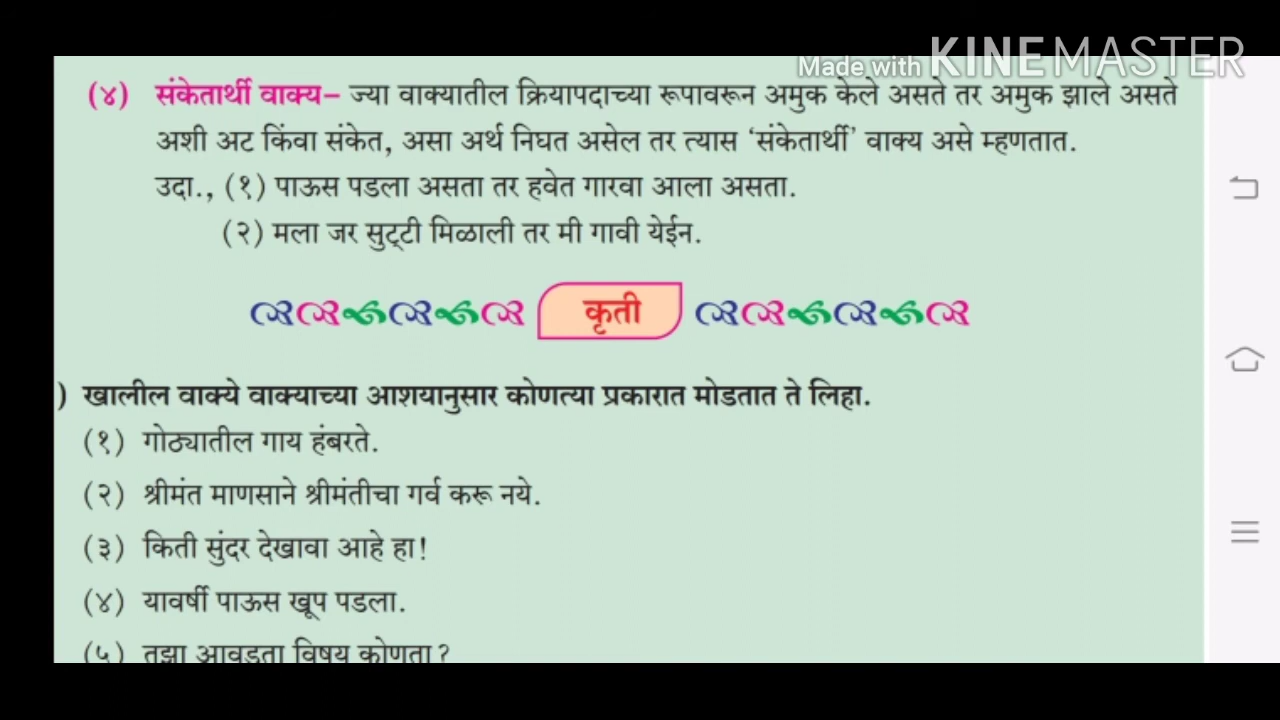 Made with KINEMASTER
(४) संकेतार्थी वाक्य– ज्या वाक्यातील क्रियापदाच्या रूपावरून अमुक केले असते तर अमुक झाले असते
अशी अट किंवा संकेत, असा अर्थ निघत असेल तर त्यास ‘संकेतार्थी’ वाक्य असे म्हणतात.
उदा., (१) पाऊस पडला असता तर हवेत गारवा आला असता.
(२) मला जर सुट्टी मिळाली तर मी गावी येईन.
कृती
) खालील वाक्ये वाक्याच्या आशयानुसार कोणत्या प्रकारात मोडतात ते लिहा.
(१) गोठ्यातील गाय हंबरते.
(२) श्रीमंत माणसाने श्रीमंतीचा गर्व करू नये.
(३) किती सुंदर देखावा आहे हा!
(४) यावर्षी पाऊस खूप पडला.
(५) तुझा आवडता विषय कोणता?